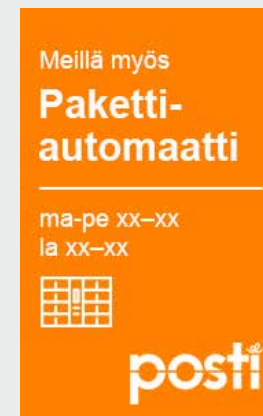 Meillä myös
Paketti-
automaatti
ma-pe xx–xx
la xx–xx
posti